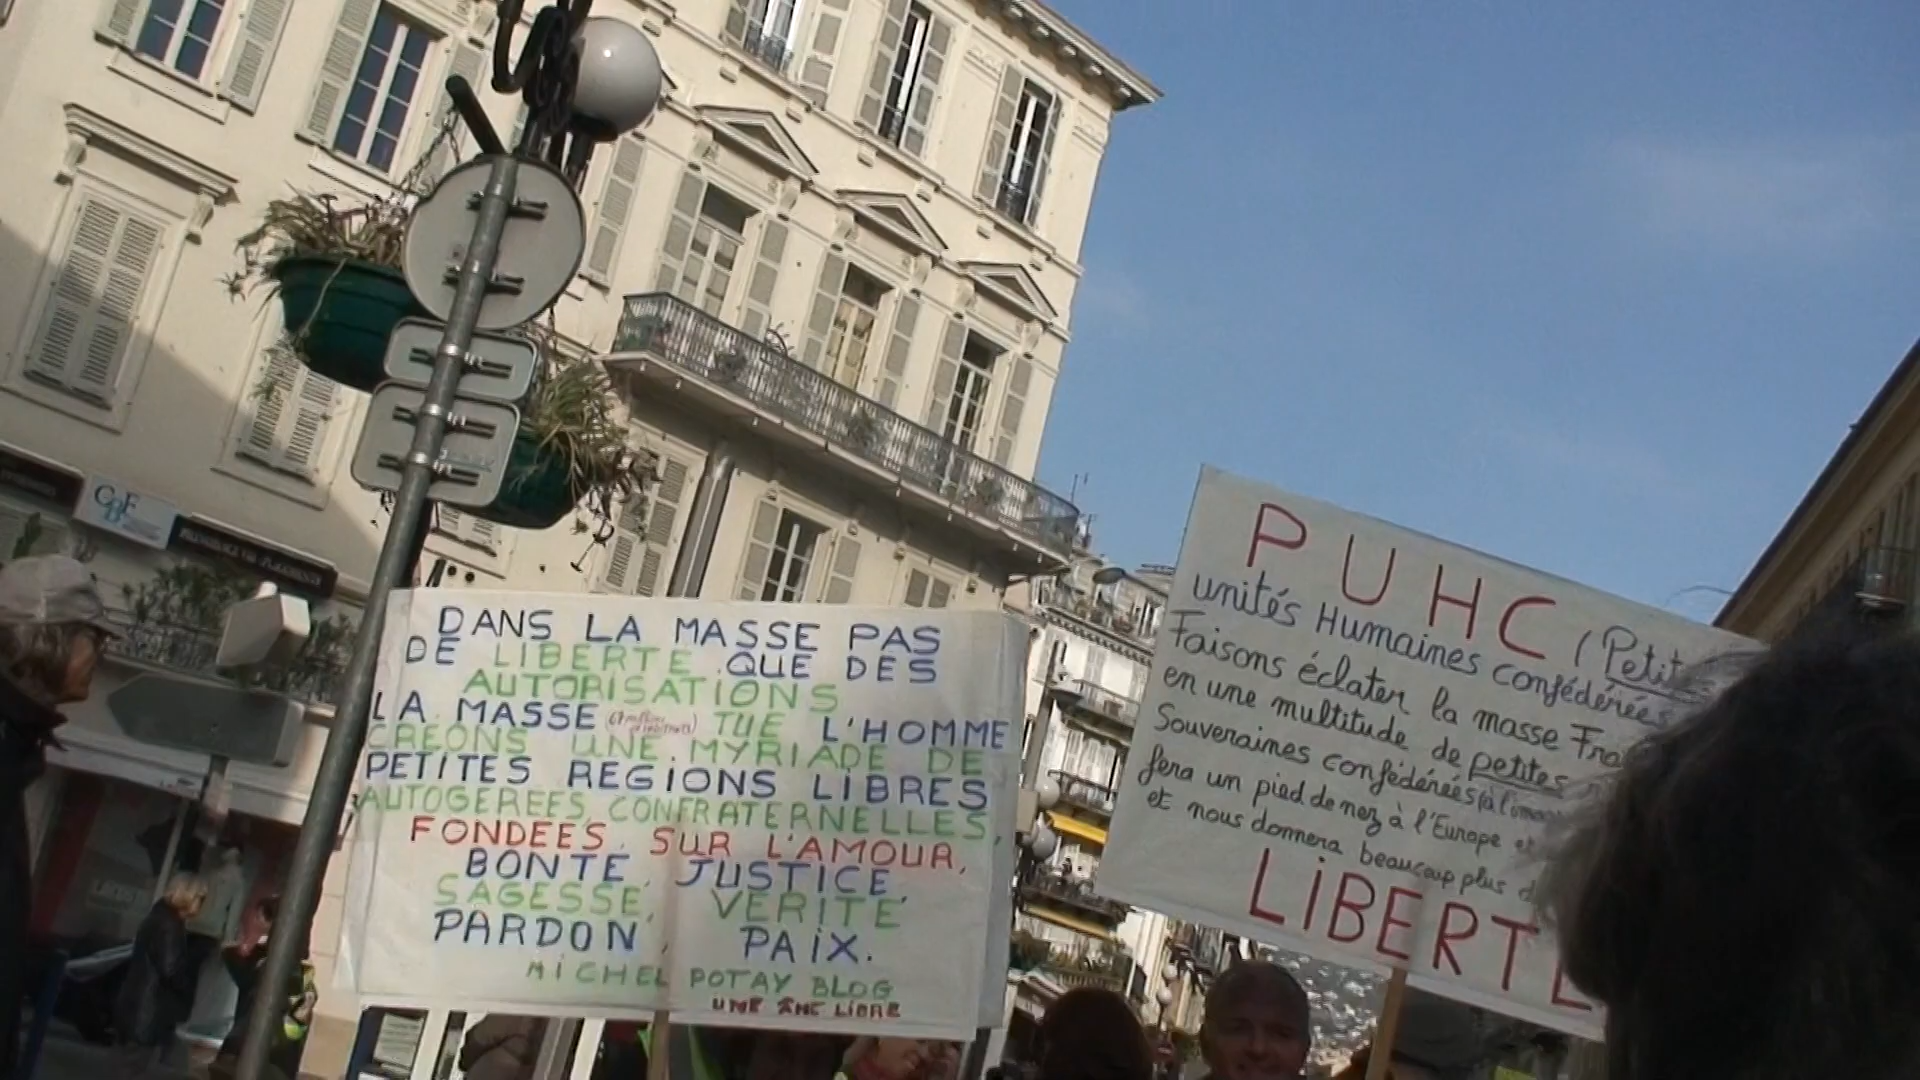 CBF
DANS LA MASSE PAS
DE LIBERTE QUE DES
AUTORISATIONS
LA MASSE TUE L'HOMME
CREONS UNE MYRIADE DE
PETITES REGIONS LIBRES
AUTOGEREES, CONFRATERNELLES,
FONDEES SUR L'AMOUR,
BONTE, JUSTICE,
SAGESSE, VERITE
PARDON, PAIX.
MICHEL POTAY BLOG
UNE ÂME LIBRE
PUHC (Petites
unités Humaines confédérées
Faisons éclater la masse Fra
en une multitude de petites
Souveraines confédérées
fera un pied de nez à l'Europe et
et nous donnera beaucoup plus d
LIBERTE